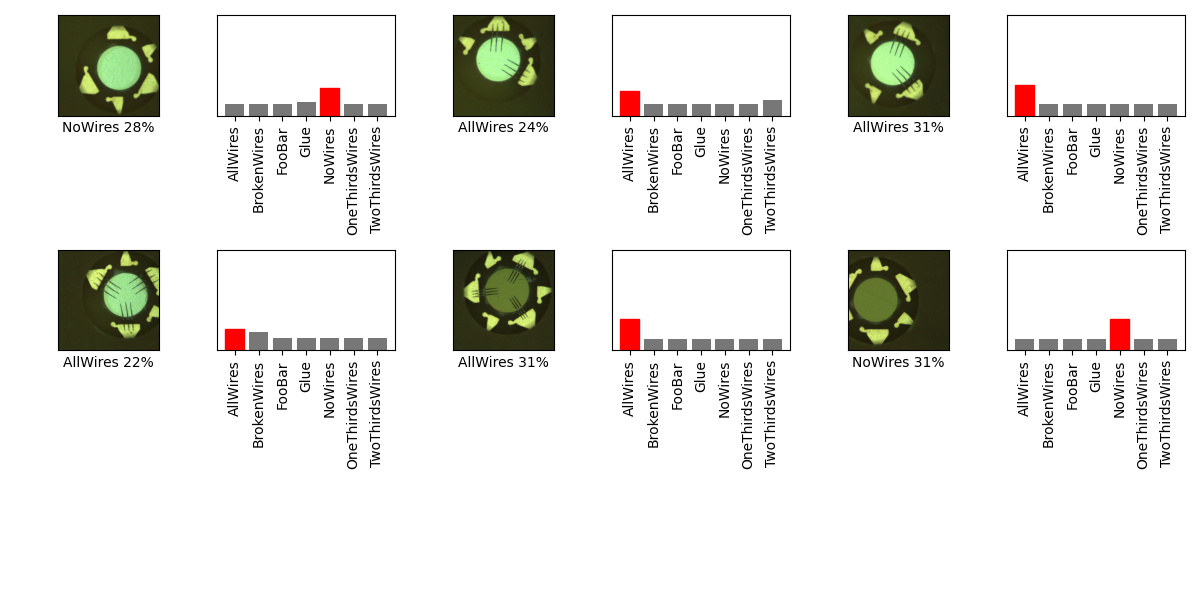 NoWires 28%
AllWires
BrokenWires
FooBar
Glue
NoWires
OneThirdsWires
TwoThirdsWires
AllWires 24%
AllWires
BrokenWires
FooBar
Glue
NoWires
OneThirdsWires
TwoThirdsWires
AllWires 31%
AllWires
BrokenWires
FooBar
Glue
NoWires
OneThirdsWires
TwoThirdsWires
AllWires 22%
AllWires
BrokenWires
FooBar
Glue
NoWires
OneThirdsWires
TwoThirdsWires
AllWires 31%
AllWires
BrokenWires
FooBar
Glue
NoWires
OneThirdsWires
TwoThirdsWires
NoWires 31%
AllWires
BrokenWires
FooBar
Glue
NoWires
OneThirdsWires
TwoThirdsWires